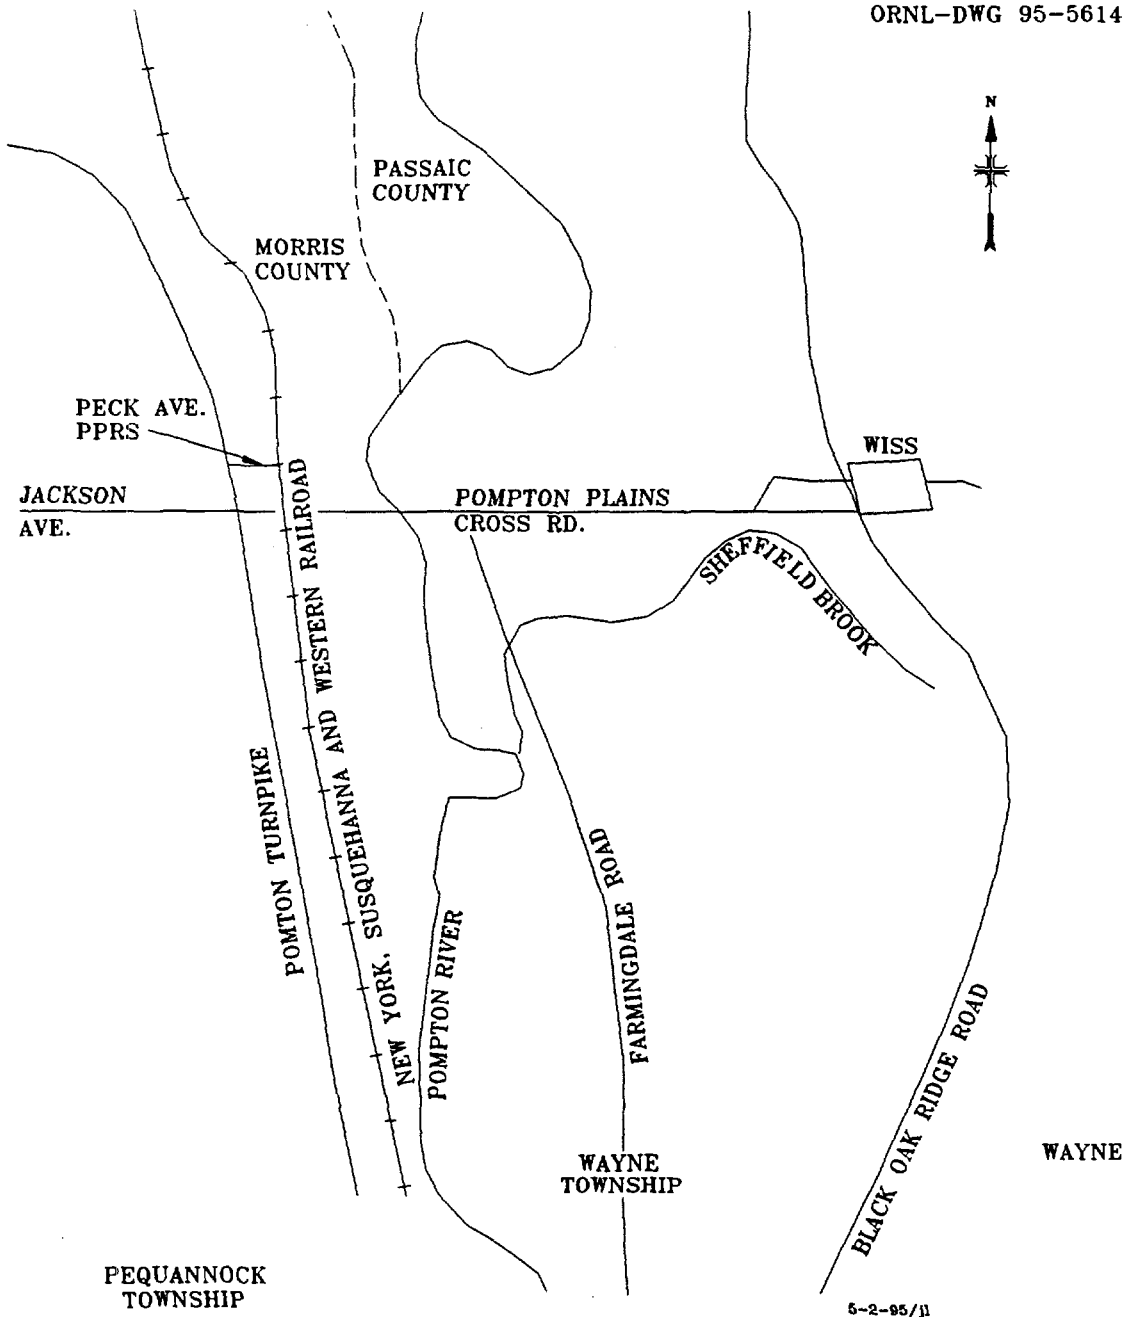 ORNL-DWG 95-5614
N
PASSAIC
COUNTY
MORRIS
COUNTY
PECK AVE.
PPRS
WISS
JACKSON
AVE.
POMPTON PLAINS
CROSS RD.
SHEFFIELD BROOK
NEW YORK, SUSQUEHANNA AND WESTERN RAILROAD
POMTON TURNPIKE
POMPTON RIVER
FARMINGDALE ROAD
BLACK OAK RIDGE ROAD
WAYNE
TOWNSHIP
WAYNE
PEQUANNOCK
TOWNSHIP
5-2-95/jl